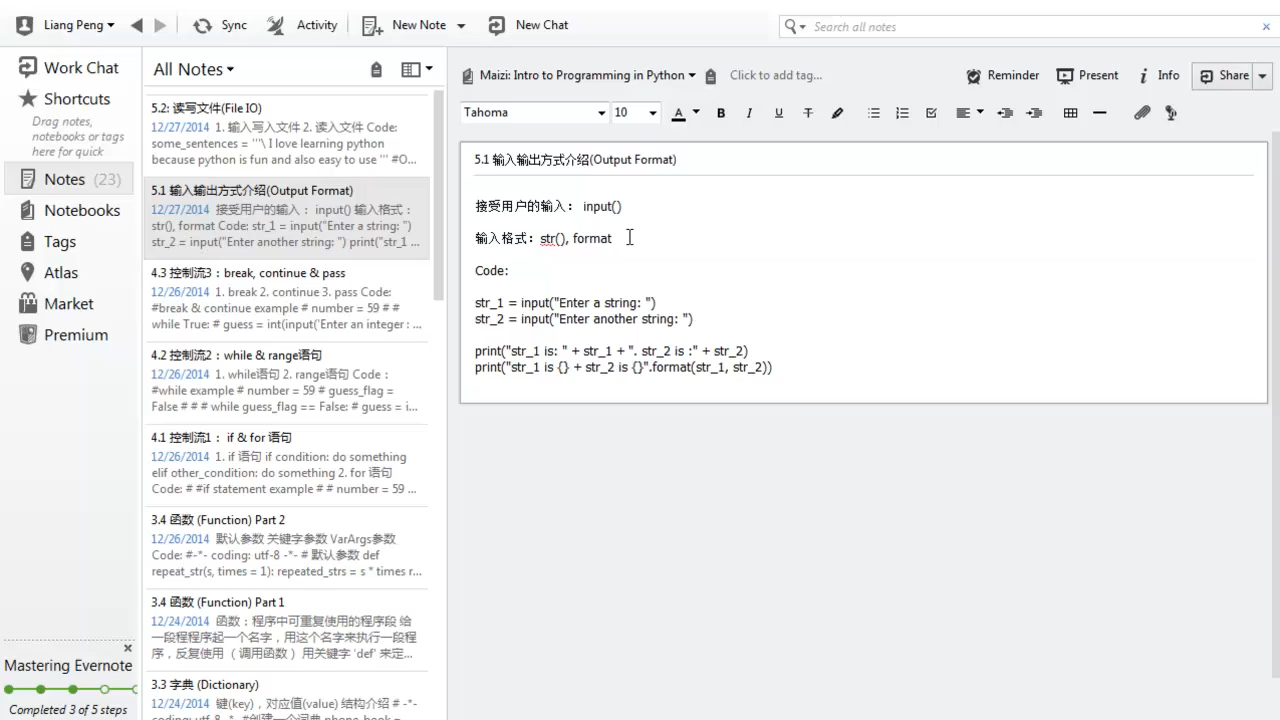 Liang Peng
Sync
Activity
New Note
New Chat
Search all notes
Work Chat
Shortcuts
Drag notes,
notebooks or tags
here for quick
Notes (23)
Notebooks
Tags
Atlas
Market
Premium
Mastering Evernote
Completed 3 of 5 steps
All Notes
5.2: 读写文件(File IO)
12/27/2014 1. 输入写入文件 2. 读入文件 Code:
some_sentences = '''\ I love learning python
because python is fun and also easy to use ''' #O...
5.1 输入输出方式介绍(Output Format)
12/27/2014 接受用户的输入： input() 输入格式：
str(), format Code: str_1 = input("Enter a string: ")
str_2 = input("Enter another string: ") print("str_1 ...
4.3 控制流3：break, continue & pass
12/26/2014 1. break 2. continue 3. pass Code:
#break & continue example # number = 59 # #
while True: # guess = int(input('Enter an integer : ...
4.2 控制流2：while & range语句
12/26/2014 1. while语句 2. range语句 Code :
#while example # number = 59 # guess_flag =
False # # # while guess_flag == False: # guess = i...
4.1 控制流1： if & for 语句
12/26/2014 1. if 语句 if condition: do something
elif other_condition: do something 2. for 语句
Code: # #if statement example # # number = 59 ...
3.4 函数 (Function) Part 2
12/26/2014 默认参数 关键字参数 VarArgs参数
Code: #-*- coding: utf-8 -*- # 默认参数 def
repeat_str(s, times = 1): repeated_strs = s * times r...
3.4 函数 (Function) Part 1
12/24/2014 函数：程序中可重复使用的程序段 给
一段程程序起一个名字，用这个名字来执行一段程
序，反复使用 （调用函数） 用关键字 'def' 来定...
3.3 字典 (Dictionary)
12/24/2014 键(key)，对应值(value) 结构介绍 # -*-
coding: utf-8 -*- #创建一个词典 phone_book =
Maizi: Intro to Programming in Python
Click to add tag...
Reminder
Present
Info
Share
Tahoma
10
A
B
I
U
T
5.1 输入输出方式介绍(Output Format)
接受用户的输入： input()
输入格式：str(), format
Code:
str_1 = input("Enter a string: ")
str_2 = input("Enter another string: ")
print("str_1 is: " + str_1 + ". str_2 is :" + str_2)
print("str_1 is {} + str_2 is {}".format(str_1, str_2))